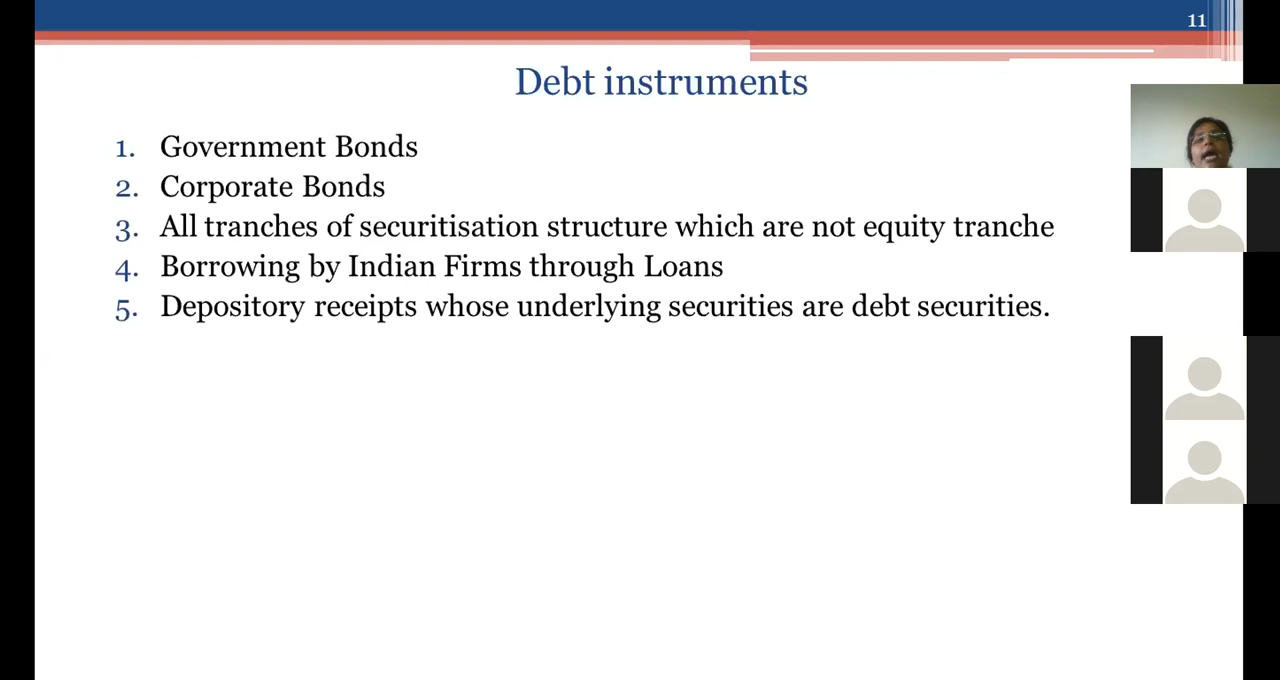 11
Debt instruments
1. Government Bonds
2. Corporate Bonds
3. All tranches of securitisation structure which are not equity tranche
4. Borrowing by Indian Firms through Loans
5. Depository receipts whose underlying securities are debt securities.